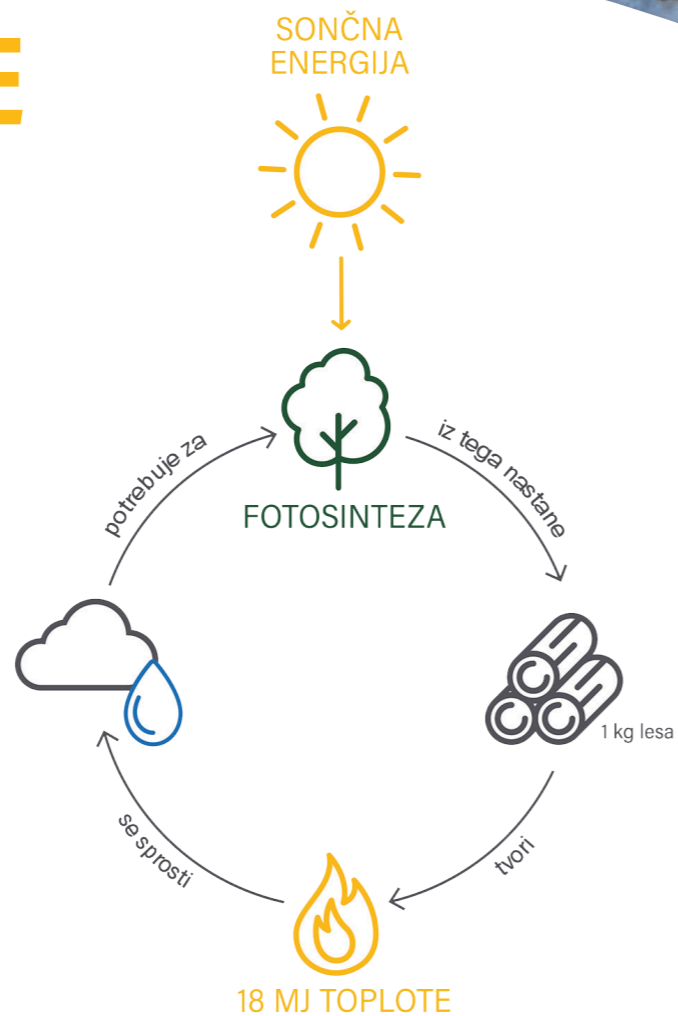 SONČNA
ENERGIJA
potrebuje za
iz tega nastane
FOTOSINTEZA
1 kg lesa
se sprosti
tvori
18 MJ TOPLOTE